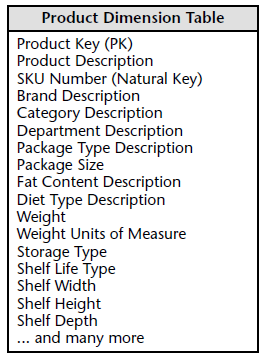 Product Dimension Table
Product Key (PK)
Product Description
SKU Number (Natural Key)
Brand Description
Category Description
Department Description
Package Type Description
Package Size
Fat Content Description
Diet Type Description
Weight
Weight Units of Measure
Storage Type
Shelf Life Type
Shelf Width
Shelf Height
Shelf Depth
... and many more